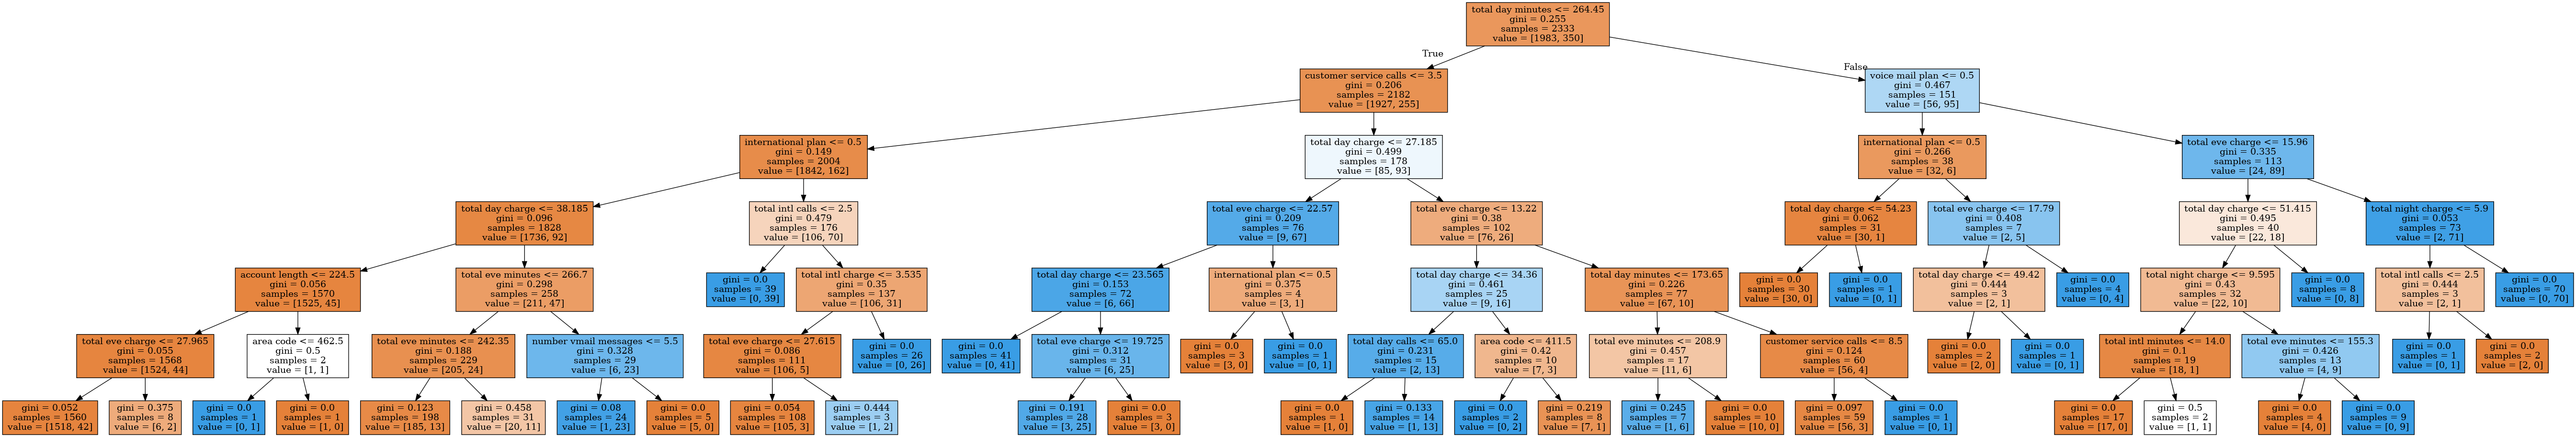 total day minutes <= 264.45
gini = 0.255
samples = 2333
value = [1983, 350]
True
False
customer service calls <= 3.5
gini = 0.206
samples = 2182
value = [1927, 255]
voice mail plan <= 0.5
gini = 0.467
samples = 151
value = [56, 95]
international plan <= 0.5
gini = 0.149
samples = 2004
value = [1842, 162]
total day charge <= 27.185
gini = 0.499
samples = 178
value = [85, 93]
international plan <= 0.5
gini = 0.266
samples = 38
value = [32, 6]
total eve charge <= 15.96
gini = 0.335
samples = 113
value = [24, 89]
total day charge <= 38.185
gini = 0.096
samples = 1828
value = [1736, 92]
total intl calls <= 2.5
gini = 0.479
samples = 176
value = [106, 70]
total eve charge <= 22.57
gini = 0.209
samples = 76
value = [9, 67]
total eve charge <= 13.22
gini = 0.38
samples = 102
value = [76, 26]
total day charge <= 54.23
gini = 0.062
samples = 31
value = [30, 1]
total eve charge <= 17.79
gini = 0.408
samples = 7
value = [2, 5]
total day charge <= 51.415
gini = 0.495
samples = 40
value = [22, 18]
total night charge <= 5.9
gini = 0.053
samples = 73
value = [2, 71]
account length <= 224.5
gini = 0.056
samples = 1570
value = [1525, 45]
total eve minutes <= 266.7
gini = 0.298
samples = 258
value = [211, 47]
gini = 0.0
samples = 39
value = [0, 39]
total intl charge <= 3.535
gini = 0.35
samples = 137
value = [106, 31]
total day charge <= 23.565
gini = 0.153
samples = 72
value = [6, 66]
international plan <= 0.5
gini = 0.375
samples = 4
value = [3, 1]
total day charge <= 34.36
gini = 0.461
samples = 25
value = [9, 16]
total day minutes <= 173.65
gini = 0.226
samples = 77
value = [67, 10]
gini = 0.0
samples = 30
value = [30, 0]
gini = 0.0
samples = 1
value = [0, 1]
total day charge <= 49.42
gini = 0.444
samples = 3
value = [2, 1]
gini = 0.0
samples = 4
value = [0, 4]
total night charge <= 9.595
gini = 0.43
samples = 32
value = [22, 10]
gini = 0.0
samples = 8
value = [0, 8]
total intl calls <= 2.5
gini = 0.444
samples = 3
value = [2, 1]
gini = 0.0
samples = 70
value = [0, 70]
total eve charge <= 27.965
gini = 0.055
samples = 1568
value = [1524, 44]
area code <= 462.5
gini = 0.5
samples = 2
value = [1, 1]
total eve minutes <= 242.35
gini = 0.188
samples = 229
value = [205, 24]
number vmail messages <= 5.5
gini = 0.328
samples = 29
value = [6, 23]
total eve charge <= 27.615
gini = 0.086
samples = 111
value = [106, 5]
gini = 0.0
samples = 26
value = [0, 26]
gini = 0.0
samples = 41
value = [0, 41]
total eve charge <= 19.725
gini = 0.312
samples = 31
value = [6, 25]
gini = 0.0
samples = 3
value = [3, 0]
gini = 0.0
samples = 1
value = [0, 1]
total day calls <= 65.0
gini = 0.231
samples = 15
value = [2, 13]
area code <= 411.5
gini = 0.42
samples = 10
value = [7, 3]
total eve minutes <= 208.9
gini = 0.457
samples = 17
value = [11, 6]
customer service calls <= 8.5
gini = 0.124
samples = 60
value = [56, 4]
gini = 0.0
samples = 2
value = [2, 0]
gini = 0.0
samples = 1
value = [0, 1]
total intl minutes <= 14.0
gini = 0.1
samples = 19
value = [18, 1]
total eve minutes <= 155.3
gini = 0.426
samples = 13
value = [4, 9]
gini = 0.0
samples = 1
value = [0, 1]
gini = 0.0
samples = 2
value = [2, 0]
gini = 0.052
samples = 1560
value = [1518, 42]
gini = 0.375
samples = 8
value = [6, 2]
gini = 0.0
samples = 1
value = [0, 1]
gini = 0.0
samples = 1
value = [1, 0]
gini = 0.123
samples = 198
value = [185, 13]
gini = 0.458
samples = 31
value = [20, 11]
gini = 0.08
samples = 24
value = [1, 23]
gini = 0.0
samples = 5
value = [5, 0]
gini = 0.054
samples = 108
value = [105, 3]
gini = 0.444
samples = 3
value = [1, 2]
gini = 0.191
samples = 28
value = [3, 25]
gini = 0.0
samples = 3
value = [3, 0]
gini = 0.0
samples = 1
value = [1, 0]
gini = 0.133
samples = 14
value = [1, 13]
gini = 0.0
samples = 2
value = [0, 2]
gini = 0.219
samples = 8
value = [7, 1]
gini = 0.245
samples = 7
value = [1, 6]
gini = 0.0
samples = 10
value = [10, 0]
gini = 0.097
samples = 59
value = [56, 3]
gini = 0.0
samples = 1
value = [0, 1]
gini = 0.0
samples = 17
value = [17, 0]
gini = 0.5
samples = 2
value = [1, 1]
gini = 0.0
samples = 4
value = [4, 0]
gini = 0.0
samples = 9
value = [0, 9]